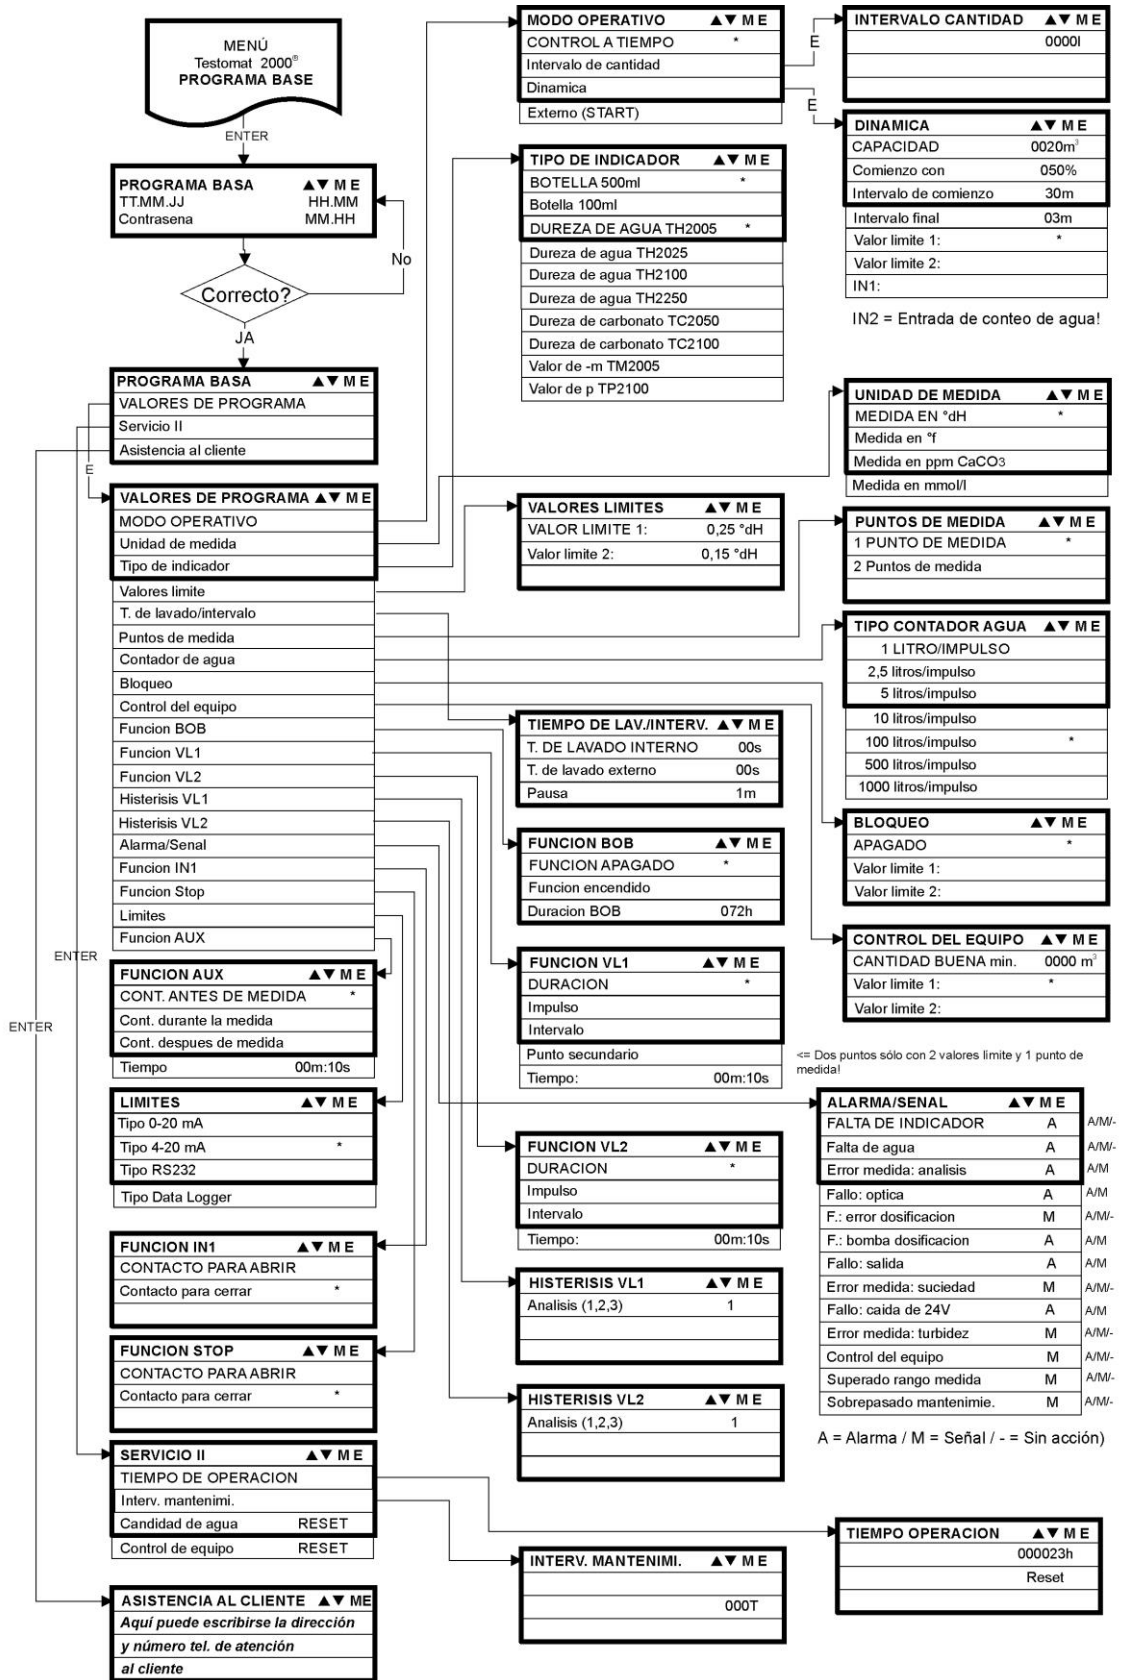 MENÚ
Testomat 2000®
PROGRAMA BASE
ENTER
PROGRAMA BASA ▲▼ M E
TT.MM.JJ HH.MM
Contrasena MM.HH
No
Correcto?
JA
PROGRAMA BASA ▲▼ M E
VALORES DE PROGRAMA
Servicio II
Asistencia al cliente
E
VALORES DE PROGRAMA ▲▼ M E
MODO OPERATIVO
Unidad de medida
Tipo de indicador
Valores limite
T. de lavado/intervalo
Puntos de medida
Contador de agua
Bloqueo
Control del equipo
Funcion BOB
Funcion VL1
Funcion VL2
Histerisis VL1
Histerisis VL2
Alarma/Senal
Funcion IN1
Funcion Stop
Limites
Funcion AUX
ENTER
ENTER
FUNCION AUX ▲▼ M E
CONT. ANTES DE MEDIDA *
Cont. durante la medida
Cont. despues de medida
Tiempo 00m:10s
LIMITES ▲▼ M E
Tipo 0-20 mA
Tipo 4-20 mA *
Tipo RS232
Tipo Data Logger
FUNCION IN1 ▲▼ M E
CONTACTO PARA ABRIR
Contacto para cerrar *
FUNCION STOP ▲▼ M E
CONTACTO PARA ABRIR
Contacto para cerrar *
SERVICIO II ▲▼ M E
TIEMPO DE OPERACION
Interv. mantenimi.
Candidad de agua RESET
Control de equipo RESET
ASISTENCIA AL CLIENTE ▲▼ ME
Aquí puede escribirse la dirección
y número tel. de atención
al cliente
MODO OPERATIVO ▲▼ M E
CONTROL A TIEMPO *
Intervalo de cantidad
Dinamica
Externo (START)
E
E
TIPO DE INDICADOR ▲▼ M E
BOTELLA 500ml *
Botella 100ml
DUREZA DE AGUA TH2005 *
Dureza de agua TH2025
Dureza de agua TH2100
Dureza de agua TH2250
Dureza de carbonato TC2050
Dureza de carbonato TC2100
Valor de -m TM2005
Valor de p TP2100
VALORES LIMITES ▲▼ M E
VALOR LIMITE 1: 0,25 °dH
Valor limite 2: 0,15 °dH
TIEMPO DE LAV./INTERV. ▲▼ M E
T. DE LAVADO INTERNO 00s
T. de lavado externo 00s
Pausa 1m
FUNCION BOB ▲▼ M E
FUNCION APAGADO *
Funcion encendido
Duracion BOB 072h
FUNCION VL1 ▲▼ M E
DURACION *
Impulso
Intervalo
Punto secundario
Tiempo: 00m:10s
FUNCION VL2 ▲▼ M E
DURACION *
Impulso
Intervalo
Tiempo: 00m:10s
HISTERISIS VL1 ▲▼ M E
Analisis (1,2,3) 1
HISTERISIS VL2 ▲▼ M E
Analisis (1,2,3) 1
INTERV. MANTENIMI. ▲▼ M E
000T
INTERVALO CANTIDAD ▲▼ M E
0000l
DINAMICA ▲▼ M E
CAPACIDAD 0020m³
Comienzo con 050%
Intervalo de comienzo 30m
Intervalo final 03m
Valor limite 1: *
Valor limite 2:
IN1:
IN2 = Entrada de conteo de agua!
UNIDAD DE MEDIDA ▲▼ M E
MEDIDA EN °dH *
Medida en °f
Medida en ppm CaCO3
Medida en mmol/l
PUNTOS DE MEDIDA ▲▼ M E
1 PUNTO DE MEDIDA *
2 Puntos de medida
TIPO CONTADOR AGUA ▲▼ M E
1 LITRO/IMPULSO
2,5 litros/impulso
5 litros/impulso
10 litros/impulso
100 litros/impulso *
500 litros/impulso
1000 litros/impulso
BLOQUEO ▲▼ M E
APAGADO *
Valor limite 1:
Valor limite 2:
CONTROL DEL EQUIPO ▲▼ M E
CANTIDAD BUENA min. 0000 m³
Valor limite 1: *
Valor limite 2:
<= Dos puntos sólo con 2 valores limite y 1 punto de
medida!
ALARMA/SENAL ▲▼ M E
FALTA DE INDICADOR A A/M/-
Falta de agua A A/M/-
Error medida: analisis A A/M
Fallo: optica A A/M
F.: error dosificacion M A/M/-
F.: bomba dosificacion A A/M
Fallo: salida A A/M
Error medida: suciedad M A/M/-
Fallo: caida de 24V A A/M
Error medida: turbidez M A/M/-
Control del equipo M A/M/-
Superado rango medida M A/M/-
Sobrepasado mantenimie. M A/M/-
A = Alarma / M = Señal / - = Sin acción)
TIEMPO OPERACION ▲▼ M E
000023h
Reset